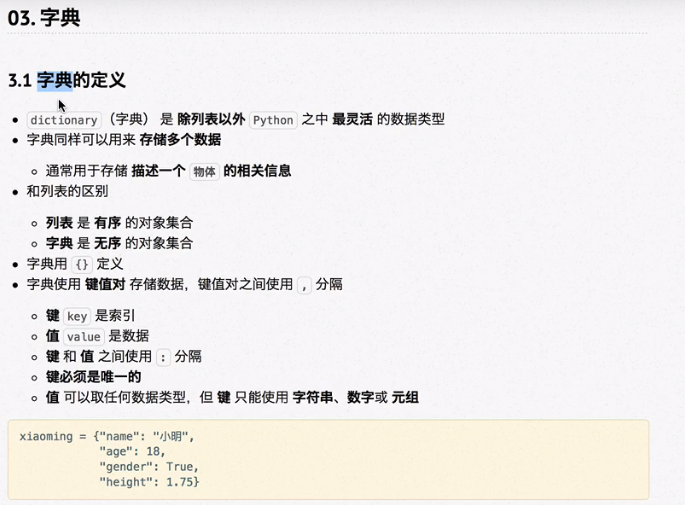 03. 字典
3.1 字典的定义
dictionary（字典） 是 除列表以外 Python 之中 最灵活 的数据类型
字典同样可以用来 存储多个数据
通常用于存储 描述一个 物体 的相关信息
和列表的区别
列表 是 有序 的对象集合
字典 是 无序 的对象集合
字典用 {} 定义
字典使用 键值对 存储数据，键值对之间使用 , 分隔
键 key 是索引
值 value 是数据
键 和 值 之间使用 : 分隔
键必须是唯一的
值 可以取任何数据类型，但 键 只能使用 字符串、数字或 元组
xiaoming = {"name": "小明",
"age": 18,
"gender": True,
"height": 1.75}